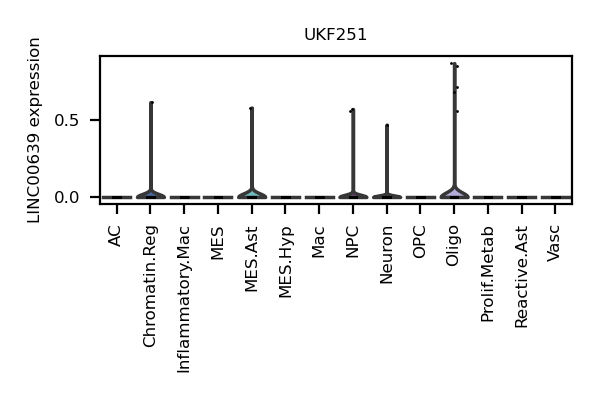 UKF251
LINC00639 expression
0.5
0.0
AC
Chromatin.Reg
Inflammatory.Mac
MES
MES.Ast
MES.Hyp
Mac
NPC
Neuron
OPC
Oligo
Prolif.Metab
Reactive.Ast
Vasc